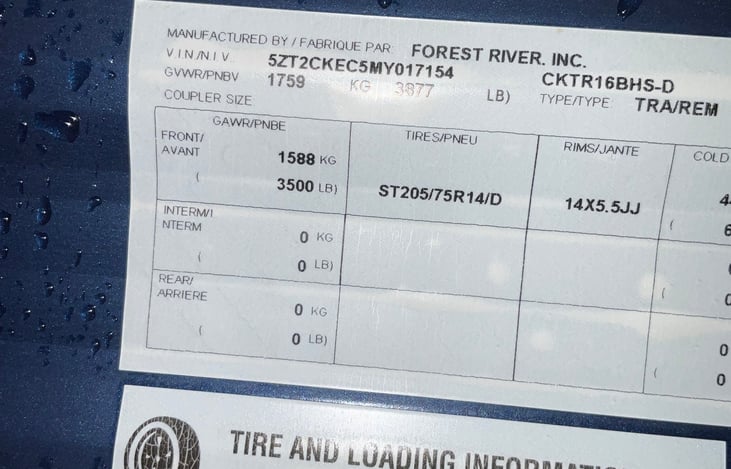 MANUFACTURED BY / FABRIQUE PAR: FOREST RIVER, INC.
V.I.N./N.I.V. 5ZT2CKEC5MY017154 CKTR16BHS-D
GVWR/PNBV 1759 KG 3877 LB) TYPE/TYPE: TRA/REM
COUPLER SIZE
GAWR/PNBE TIRES/PNEU RIMS/JANTE COLD
FRONT/
AVANT 1588 KG
( 3500 LB) ST205/75R14/D 14X5.5JJ
(
INTERM/I
NTERM 0 KG
( 0 LB) (
REAR/
ARRIERE 0 KG 0
( 0 LB) ( 0
TIRE AND LOADING